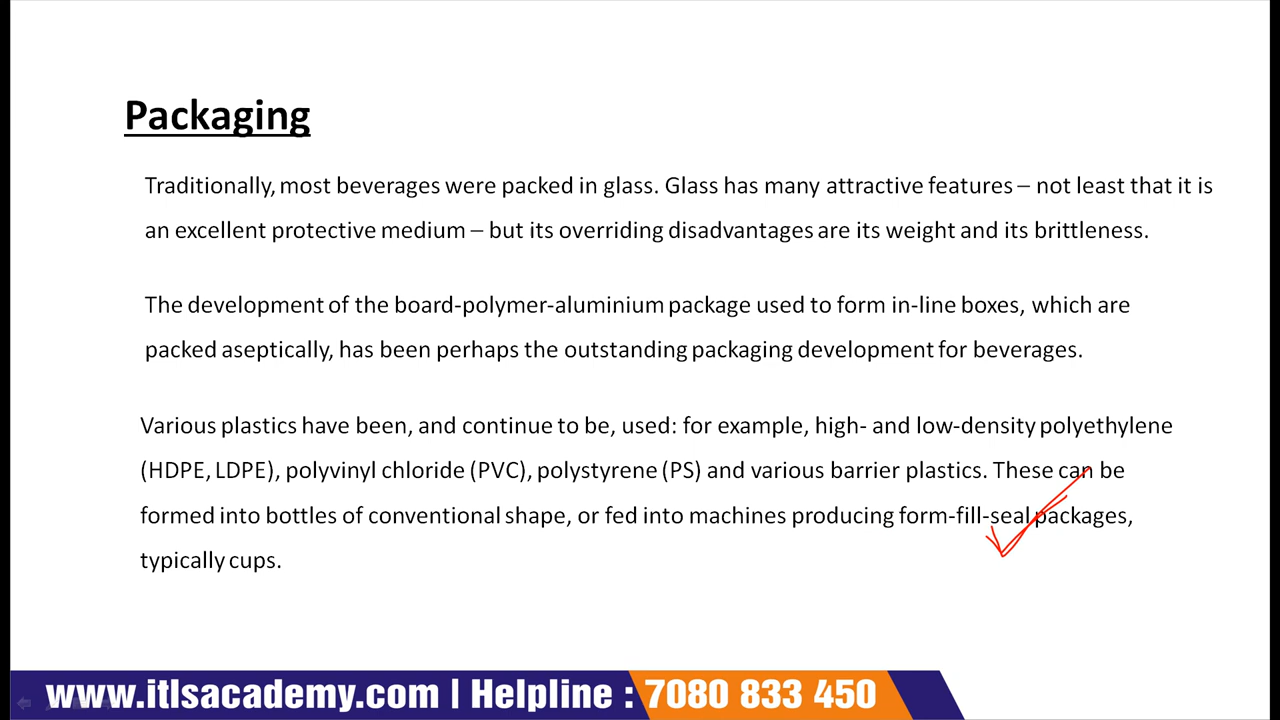 Packaging
Traditionally, most beverages were packed in glass. Glass has many attractive features – not least that it is
an excellent protective medium – but its overriding disadvantages are its weight and its brittleness.
The development of the board-polymer-aluminium package used to form in-line boxes, which are
packed aseptically, has been perhaps the outstanding packaging development for beverages.
Various plastics have been, and continue to be, used: for example, high- and low-density polyethylene
(HDPE, LDPE), polyvinyl chloride (PVC), polystyrene (PS) and various barrier plastics. These can be
formed into bottles of conventional shape, or fed into machines producing form-fill-seal packages,
typically cups.
www.itlsacademy.com | Helpline : 7080 833 450